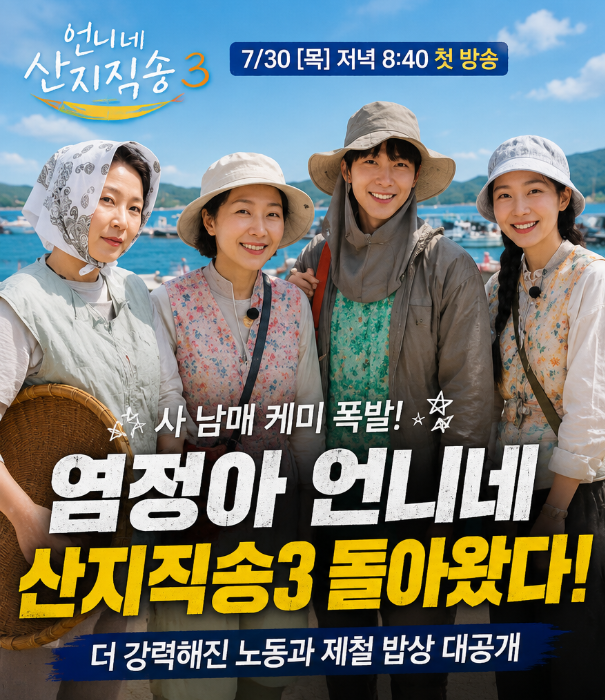 언니네
산지직송3
7/30 [목] 저녁 8:40 첫 방송
사 남매 케미 폭발!
염정아 언니네
산지직송3 돌아왔다!
더 강력해진 노동과 제철 밥상 대공개